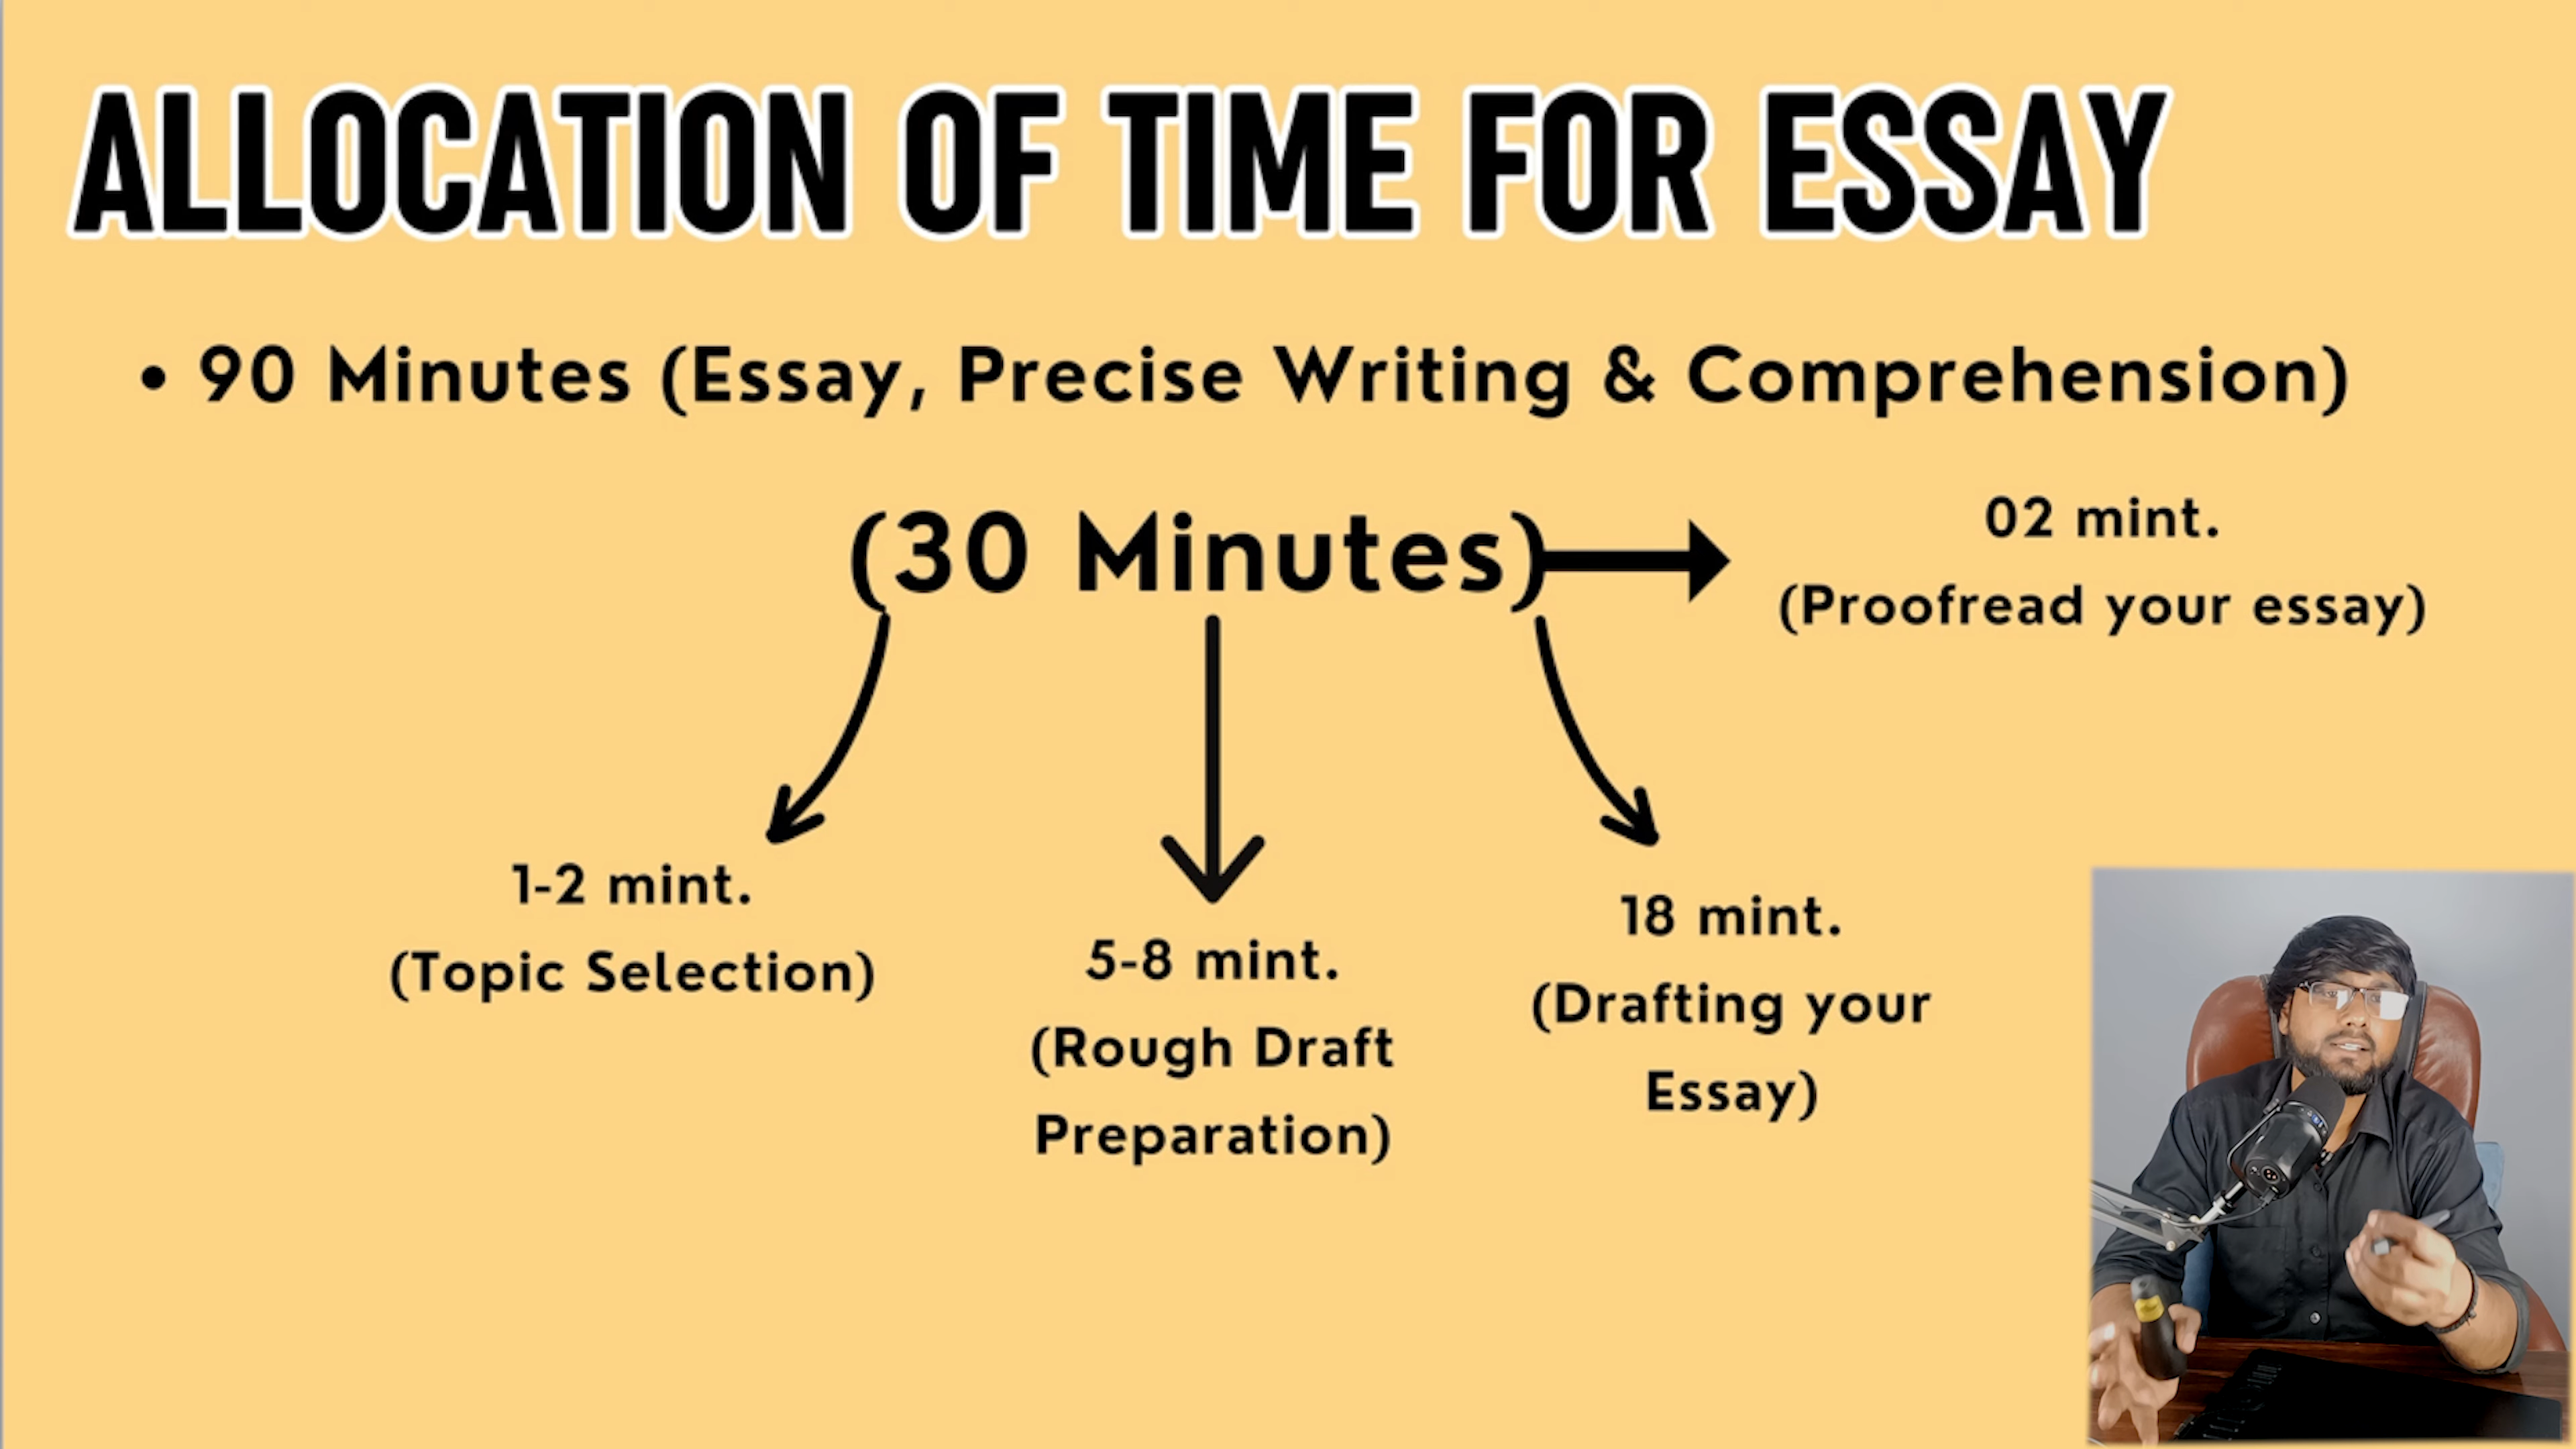 ALLOCATION OF TIME FOR ESSAY
• 90 Minutes (Essay, Precise Writing & Comprehension)
(30 Minutes)
02 mint.
(Proofread your essay)
1-2 mint.
(Topic Selection)
5-8 mint.
(Rough Draft
Preparation)
18 mint.
(Drafting your
Essay)